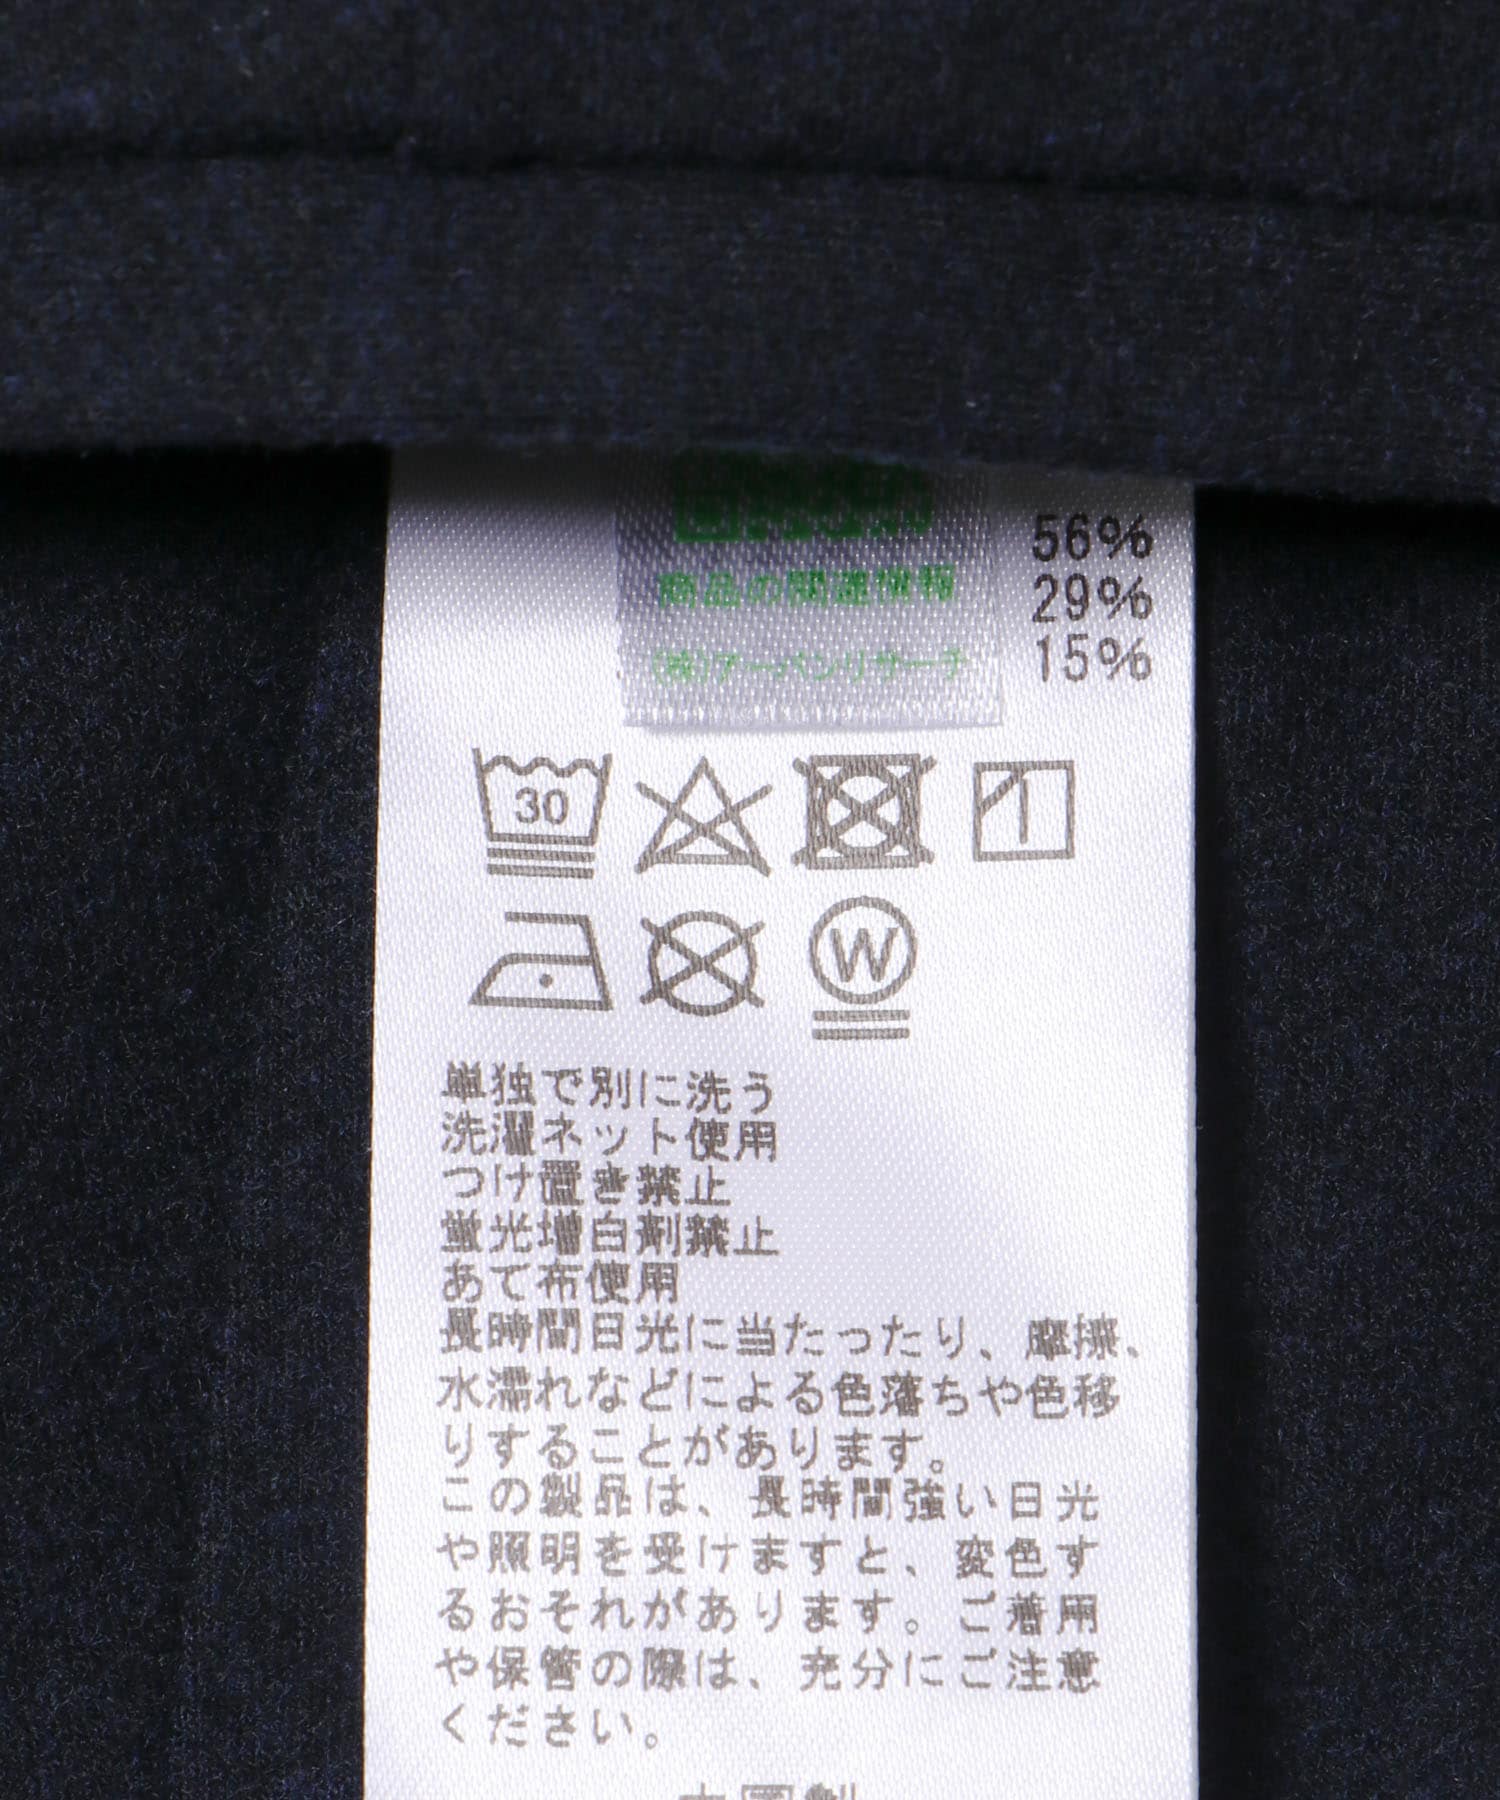 56%
29%
15%
商品の関連情報
(株)アーバンリサーチ
30
W
単独で別に洗う
洗濯ネット使用
つけ置き禁止
蛍光増白剤禁止
あて布使用
長時間日光に当たったり、摩擦、
水濡れなどによる色落ちや色移
りすることがあります。
この製品は、長時間強い日光
や照明を受けますと、変色す
るおそれがあります。ご着用
や保管の際は、充分にご注意
ください。